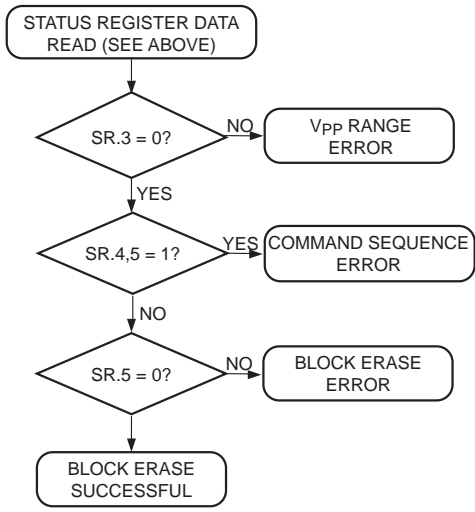 STATUS REGISTER DATA
READ (SEE ABOVE)
SR.3 = 0?
NO
VPP RANGE
ERROR
YES
SR.4,5 = 1?
YES
COMMAND SEQUENCE
ERROR
NO
SR.5 = 0?
NO
BLOCK ERASE
ERROR
BLOCK ERASE
SUCCESSFUL